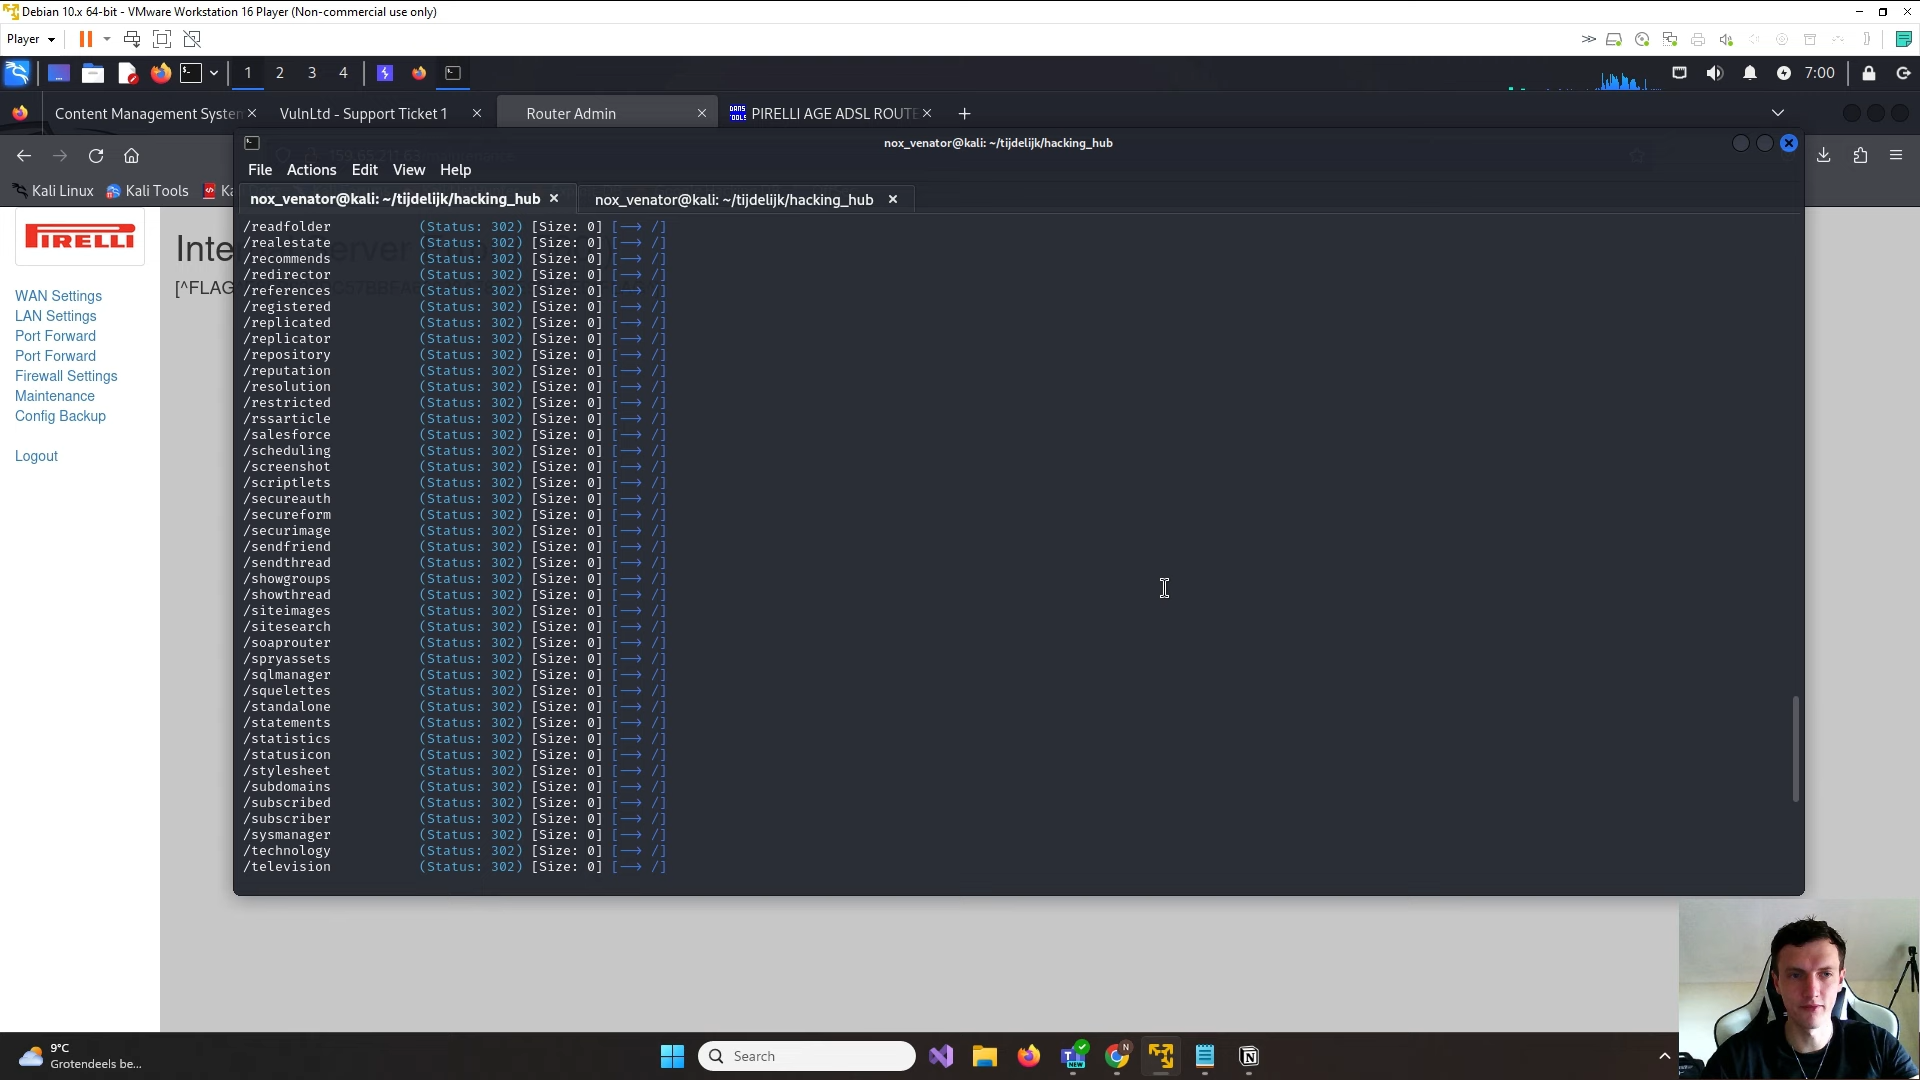 Debian 10.x 64-bit - VMware Workstation 16 Player (Non-commercial use only)
Player
1 2 3 4
7:00
Content Management System
VulnLtd - Support Ticket 1
Router Admin
PIRELLI AGE ADSL ROUTE
nox_venator@kali: ~/tijdelijk/hacking_hub
Kali Linux
Kali Tools
Ka
File Actions Edit View Help
nox_venator@kali: ~/tijdelijk/hacking_hub
nox_venator@kali: ~/tijdelijk/hacking_hub
IRELLI
WAN Settings
LAN Settings
Port Forward
Port Forward
Firewall Settings
Maintenance
Config Backup
Logout
[^FLAG
/readfolder (Status: 302) [Size: 0] [--> /]
/realestate (Status: 302) [Size: 0] [--> /]
/recommends (Status: 302) [Size: 0] [--> /]
/redirector (Status: 302) [Size: 0] [--> /]
/references (Status: 302) [Size: 0] [--> /]
/registered (Status: 302) [Size: 0] [--> /]
/replicated (Status: 302) [Size: 0] [--> /]
/replicator (Status: 302) [Size: 0] [--> /]
/repository (Status: 302) [Size: 0] [--> /]
/reputation (Status: 302) [Size: 0] [--> /]
/resolution (Status: 302) [Size: 0] [--> /]
/restricted (Status: 302) [Size: 0] [--> /]
/rssarticle (Status: 302) [Size: 0] [--> /]
/salesforce (Status: 302) [Size: 0] [--> /]
/scheduling (Status: 302) [Size: 0] [--> /]
/screenshot (Status: 302) [Size: 0] [--> /]
/scriptlets (Status: 302) [Size: 0] [--> /]
/secureauth (Status: 302) [Size: 0] [--> /]
/secureform (Status: 302) [Size: 0] [--> /]
/securimage (Status: 302) [Size: 0] [--> /]
/sendfriend (Status: 302) [Size: 0] [--> /]
/sendthread (Status: 302) [Size: 0] [--> /]
/showgroups (Status: 302) [Size: 0] [--> /]
/showthread (Status: 302) [Size: 0] [--> /]
/siteimages (Status: 302) [Size: 0] [--> /]
/sitesearch (Status: 302) [Size: 0] [--> /]
/soaprouter (Status: 302) [Size: 0] [--> /]
/spryassets (Status: 302) [Size: 0] [--> /]
/sqlmanager (Status: 302) [Size: 0] [--> /]
/squelettes (Status: 302) [Size: 0] [--> /]
/standalone (Status: 302) [Size: 0] [--> /]
/statements (Status: 302) [Size: 0] [--> /]
/statistics (Status: 302) [Size: 0] [--> /]
/statusicon (Status: 302) [Size: 0] [--> /]
/stylesheet (Status: 302) [Size: 0] [--> /]
/subdomains (Status: 302) [Size: 0] [--> /]
/subscribed (Status: 302) [Size: 0] [--> /]
/subscriber (Status: 302) [Size: 0] [--> /]
/sysmanager (Status: 302) [Size: 0] [--> /]
/technology (Status: 302) [Size: 0] [--> /]
/television (Status: 302) [Size: 0] [--> /]
9°C
Grotendeels be...
Search